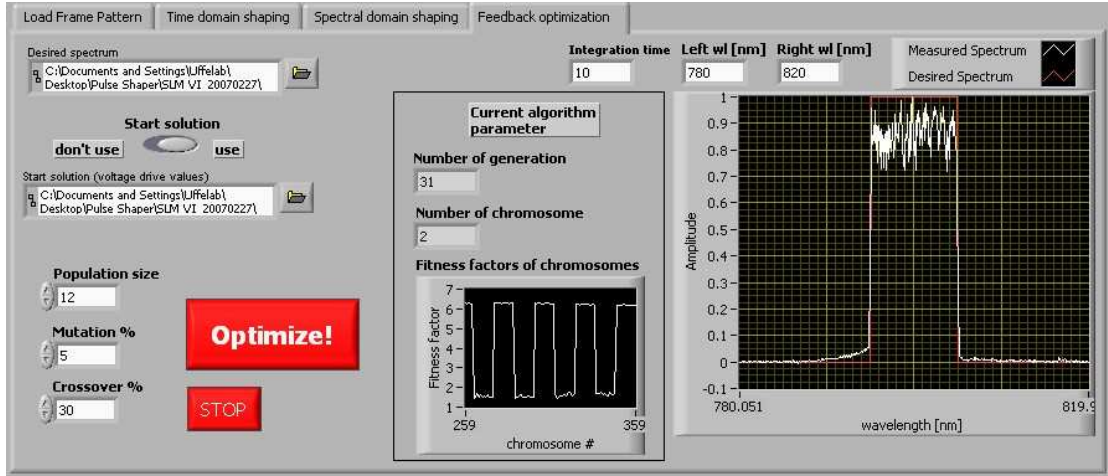 Load Frame Pattern
Time domain shaping
Spectral domain shaping
Feedback optimization
Desired spectrum
C:\Documents and Settings\Uffelab\
Desktop\Pulse Shaper\SLM VI 20070227\
Start solution
don't use
use
Start solution (voltage drive values)
C:\Documents and Settings\Uffelab\
Desktop\Pulse Shaper\SLM VI 20070227\
Population size
12
Mutation %
5
Crossover %
30
Optimize!
STOP
Integration time
10
Left wl [nm]
780
Right wl [nm]
820
Measured Spectrum
Desired Spectrum
Current algorithm
parameter
Number of generation
31
Number of chromosome
2
Fitness factors of chromosomes
Fitness factor
7
6
5
4
3
2
1
259
359
chromosome #
Amplitude
1
0.9
0.8
0.7
0.6
0.5
0.4
0.3
0.2
0.1
0
-0.1
780.051
819.9
wavelength [nm]